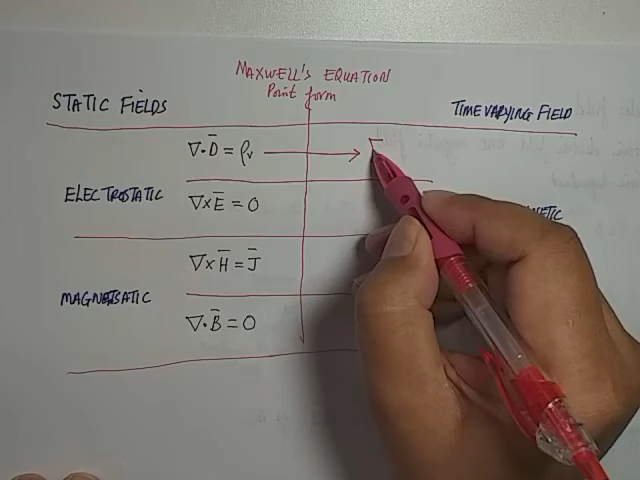 MAXWELL'S EQUATION
Point form
STATIC FIELDS
TIME VARYING FIELD
∇·D̄ = ρv
ELECTROSTATIC
∇×Ē = 0
∇×H̄ = J̄
MAGNETSATIC
∇·B̄ = 0